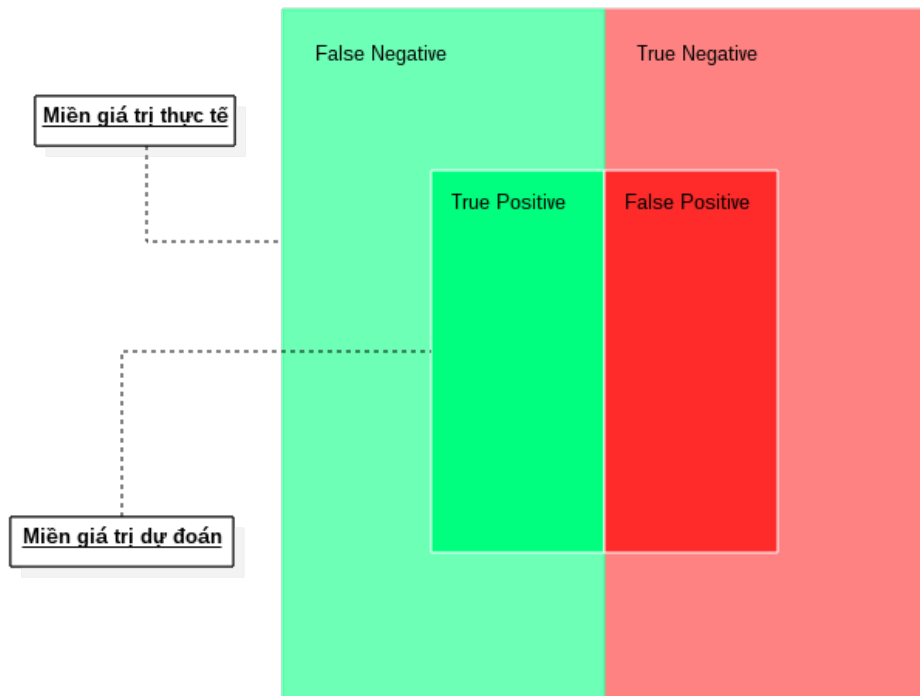 False Negative
True Negative
Miền giá trị thực tế
True Positive
False Positive
Miền giá trị dự đoán